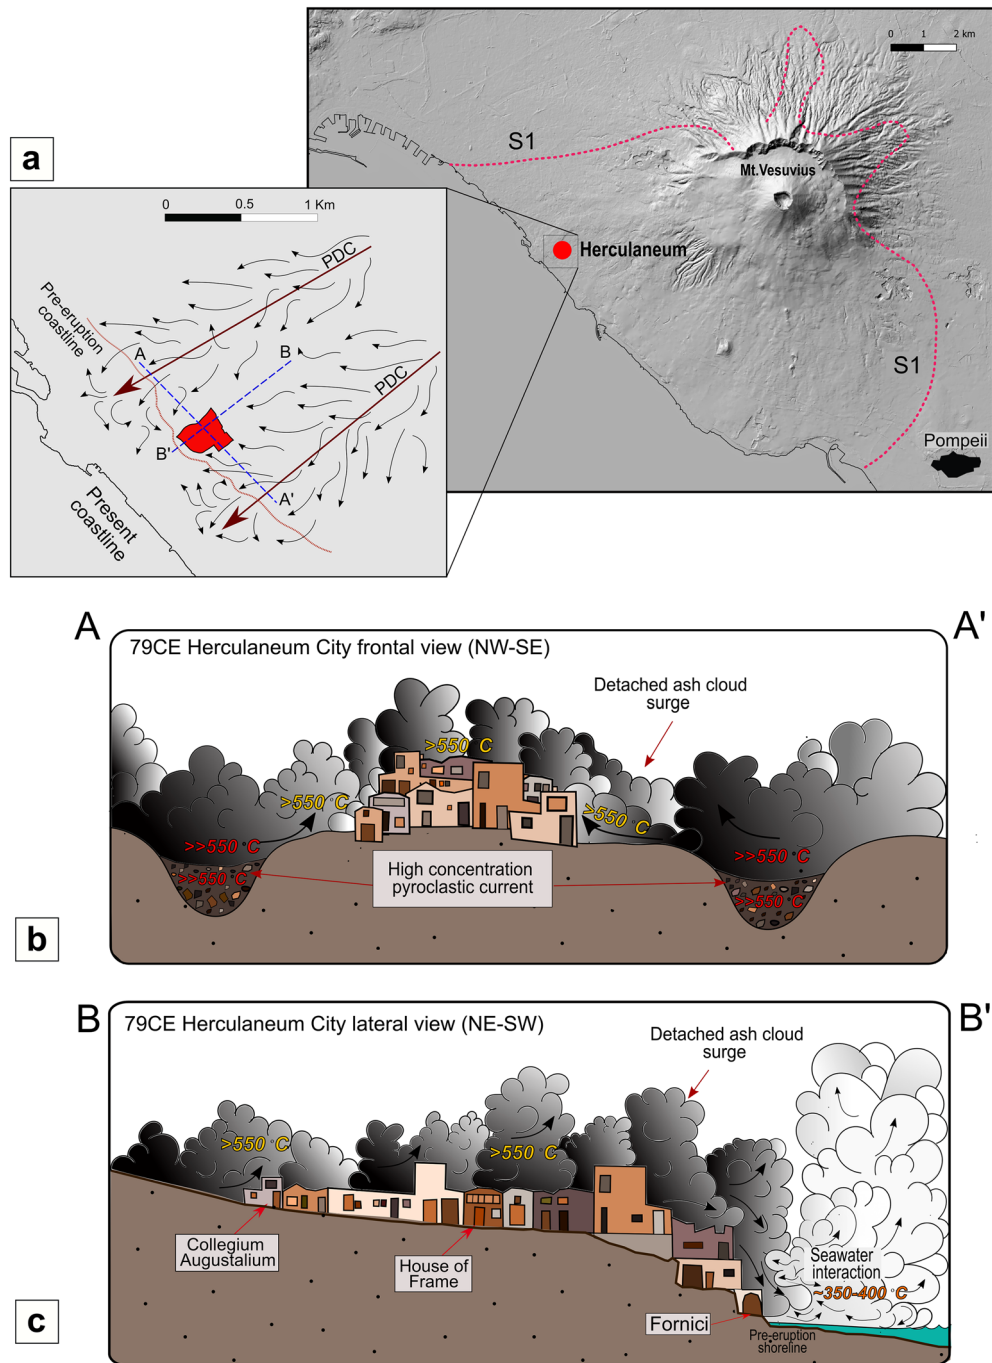 0 1 2 km
S1
Mt.Vesuvius
Herculaneum
S1
Pompeii
a
0 0.5 1 Km
PDC
Pre-eruption
coastline
A
B
PDC
B'
A'
Present
coastline
A
A'
79CE Herculaneum City frontal view (NW-SE)
Detached ash cloud
surge
>550 °C
>550 °C
>550 °C
>>550 °C
>>550 °C
>>550 °C
>>550 °C
High concentration
pyroclastic current
b
B
B'
79CE Herculaneum City lateral view (NE-SW)
Detached ash cloud
surge
>550 °C
>550 °C
Collegium
Augustalium
House of
Frame
Seawater
interaction
~350-400 °C
Fornici
Pre-eruption
shoreline
c